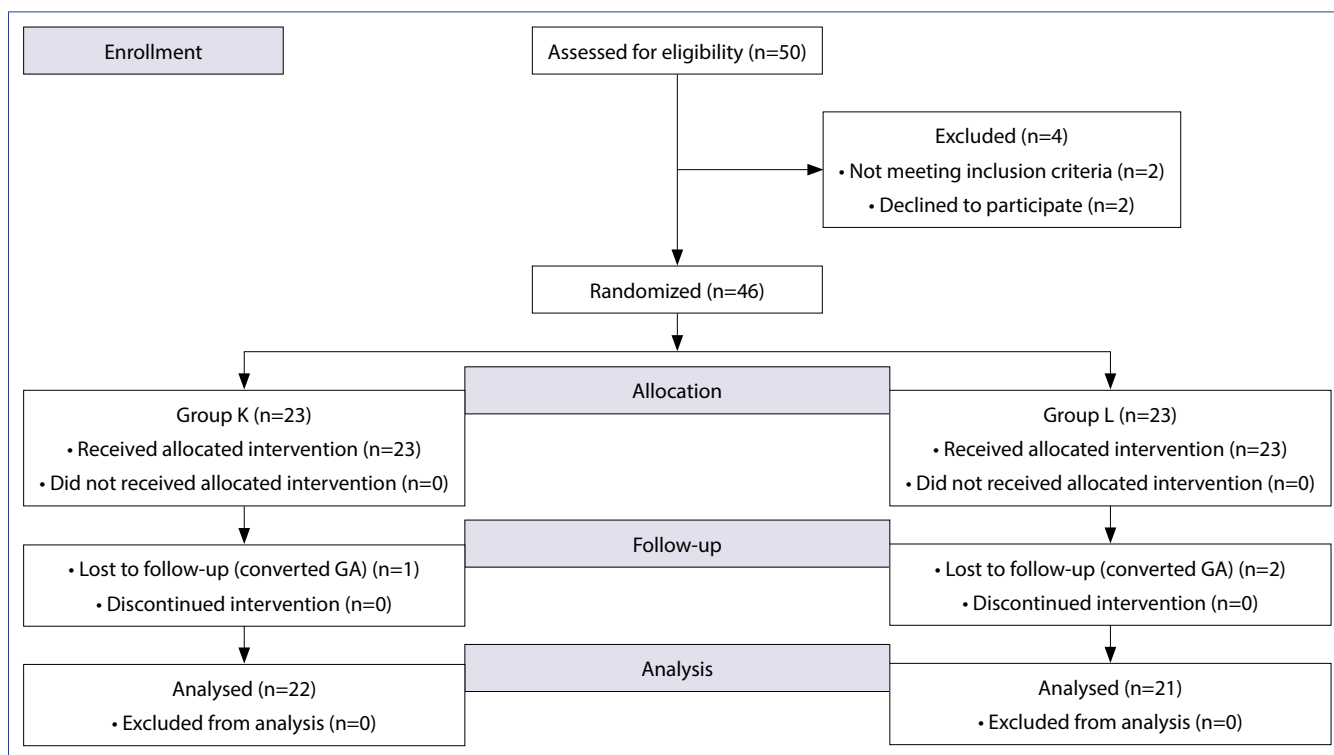 Enrollment
Assessed for eligibility (n=50)
Excluded (n=4)
• Not meeting inclusion criteria (n=2)
• Declined to participate (n=2)
Randomized (n=46)
Allocation
Group K (n=23)
• Received allocated intervention (n=23)
• Did not received allocated intervention (n=0)
Group L (n=23)
• Received allocated intervention (n=23)
• Did not received allocated intervention (n=0)
Follow-up
• Lost to follow-up (converted GA) (n=1)
• Discontinued intervention (n=0)
• Lost to follow-up (converted GA) (n=2)
• Discontinued intervention (n=0)
Analysis
Analysed (n=22)
• Excluded from analysis (n=0)
Analysed (n=21)
• Excluded from analysis (n=0)